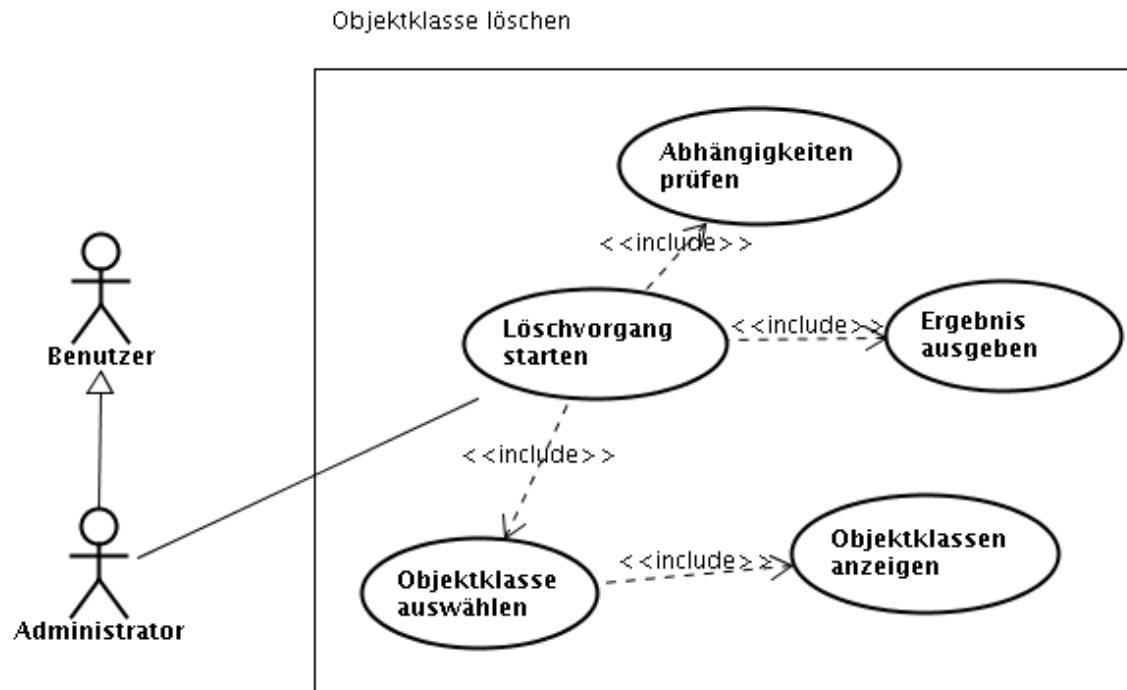 Objektklasse löschen
Abhängigkeiten
prüfen
<<include>>
Löschvorgang
starten
<<include>>
Ergebnis
ausgeben
Benutzer
<<include>>
Objektklasse
auswählen
<<include>>
Objektklassen
anzeigen
Administrator